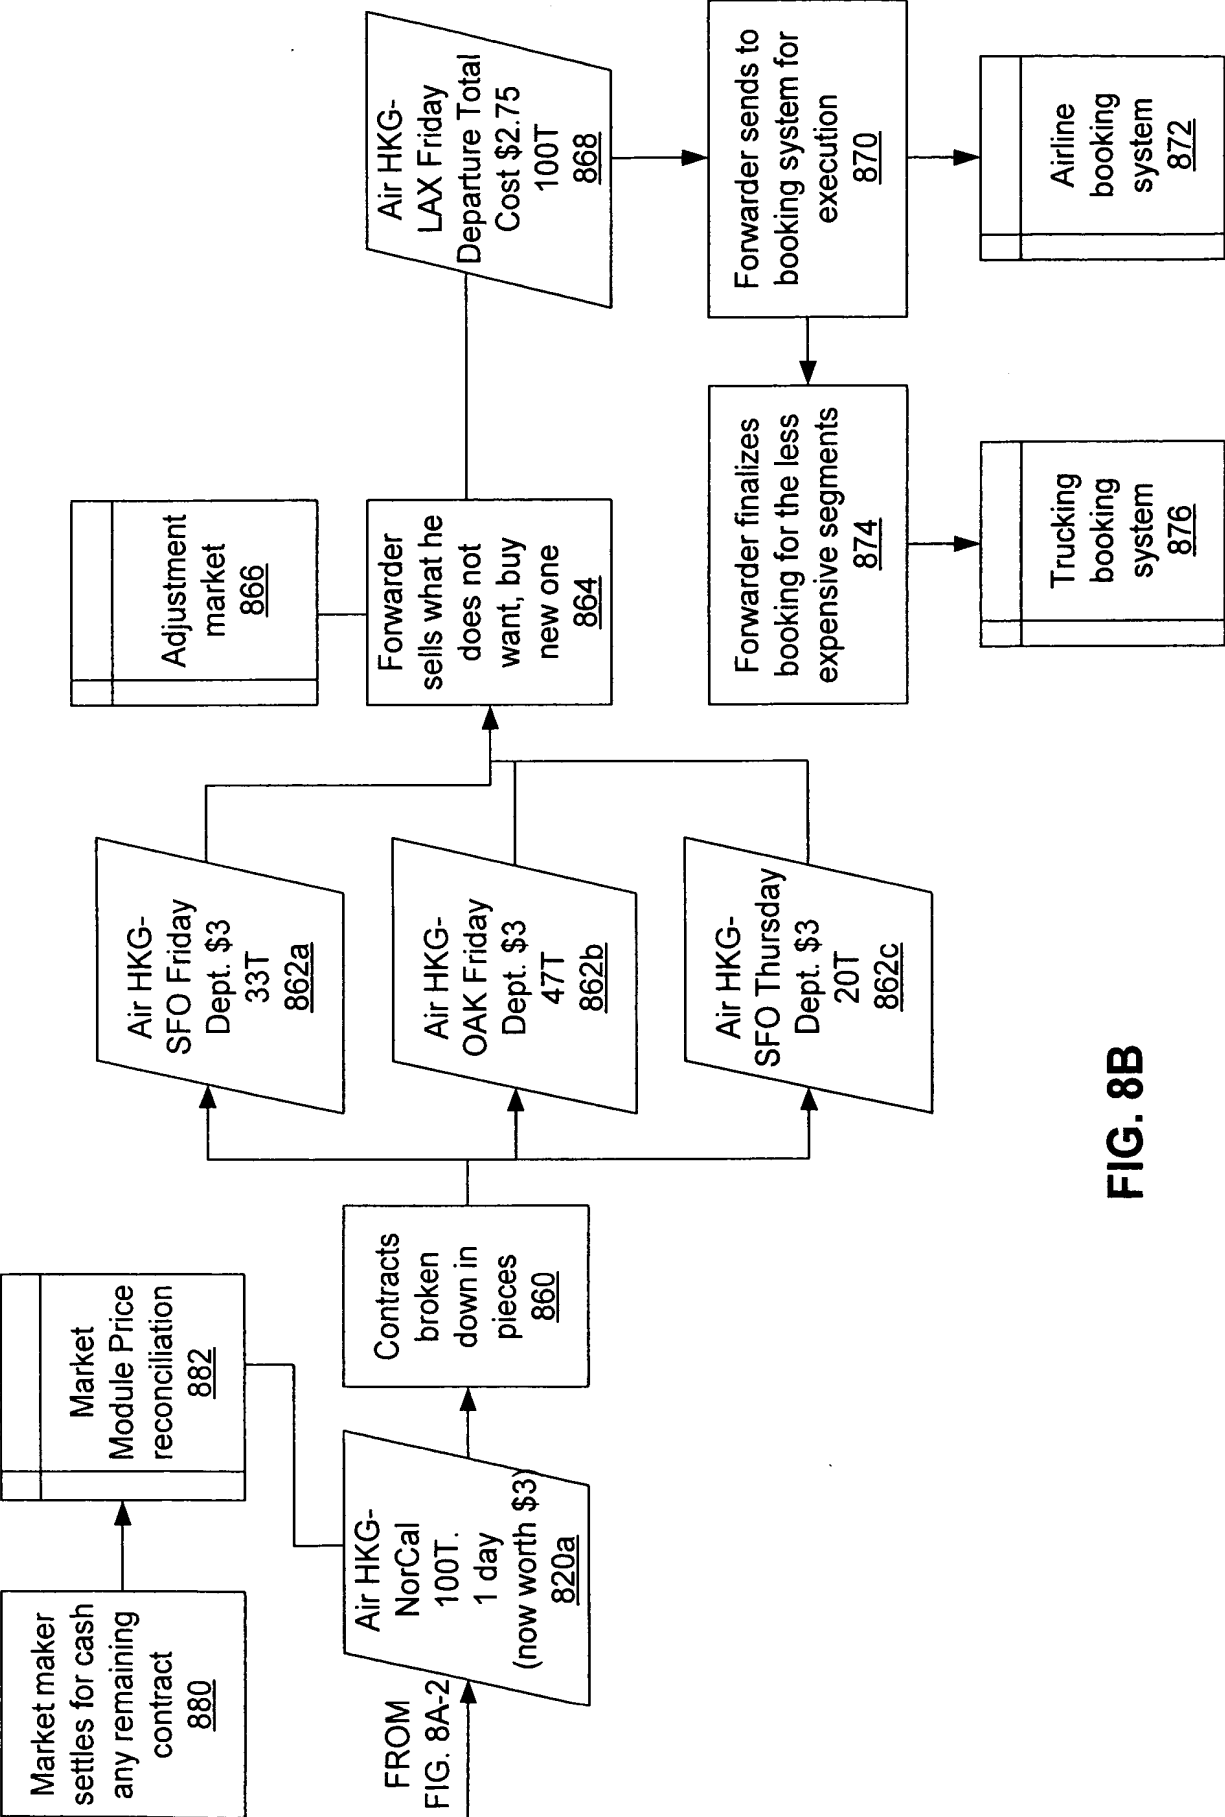 Market maker
settles for cash
any remaining
contract
880
Market
Module Price
reconciliation
882
FROM
FIG. 8A-2
Air HKG-
NorCal
100T.
1 day
(now worth $3)
820a
Contracts
broken
down in
pieces
860
Air HKG-
SFO Friday
Dept. $3
33T
862a
Air HKG-
OAK Friday
Dept. $3
47T
862b
Air HKG-
SFO Thursday
Dept. $3
20T
862c
Adjustment
market
866
Forwarder
sells what he
does not
want, buy
new one
864
Air HKG-
LAX Friday
Departure Total
Cost $2.75
100T
868
Forwarder sends to
booking system for
execution
870
Forwarder finalizes
booking for the less
expensive segments
874
Airline
booking
system
872
Trucking
booking
system
876
FIG. 8B